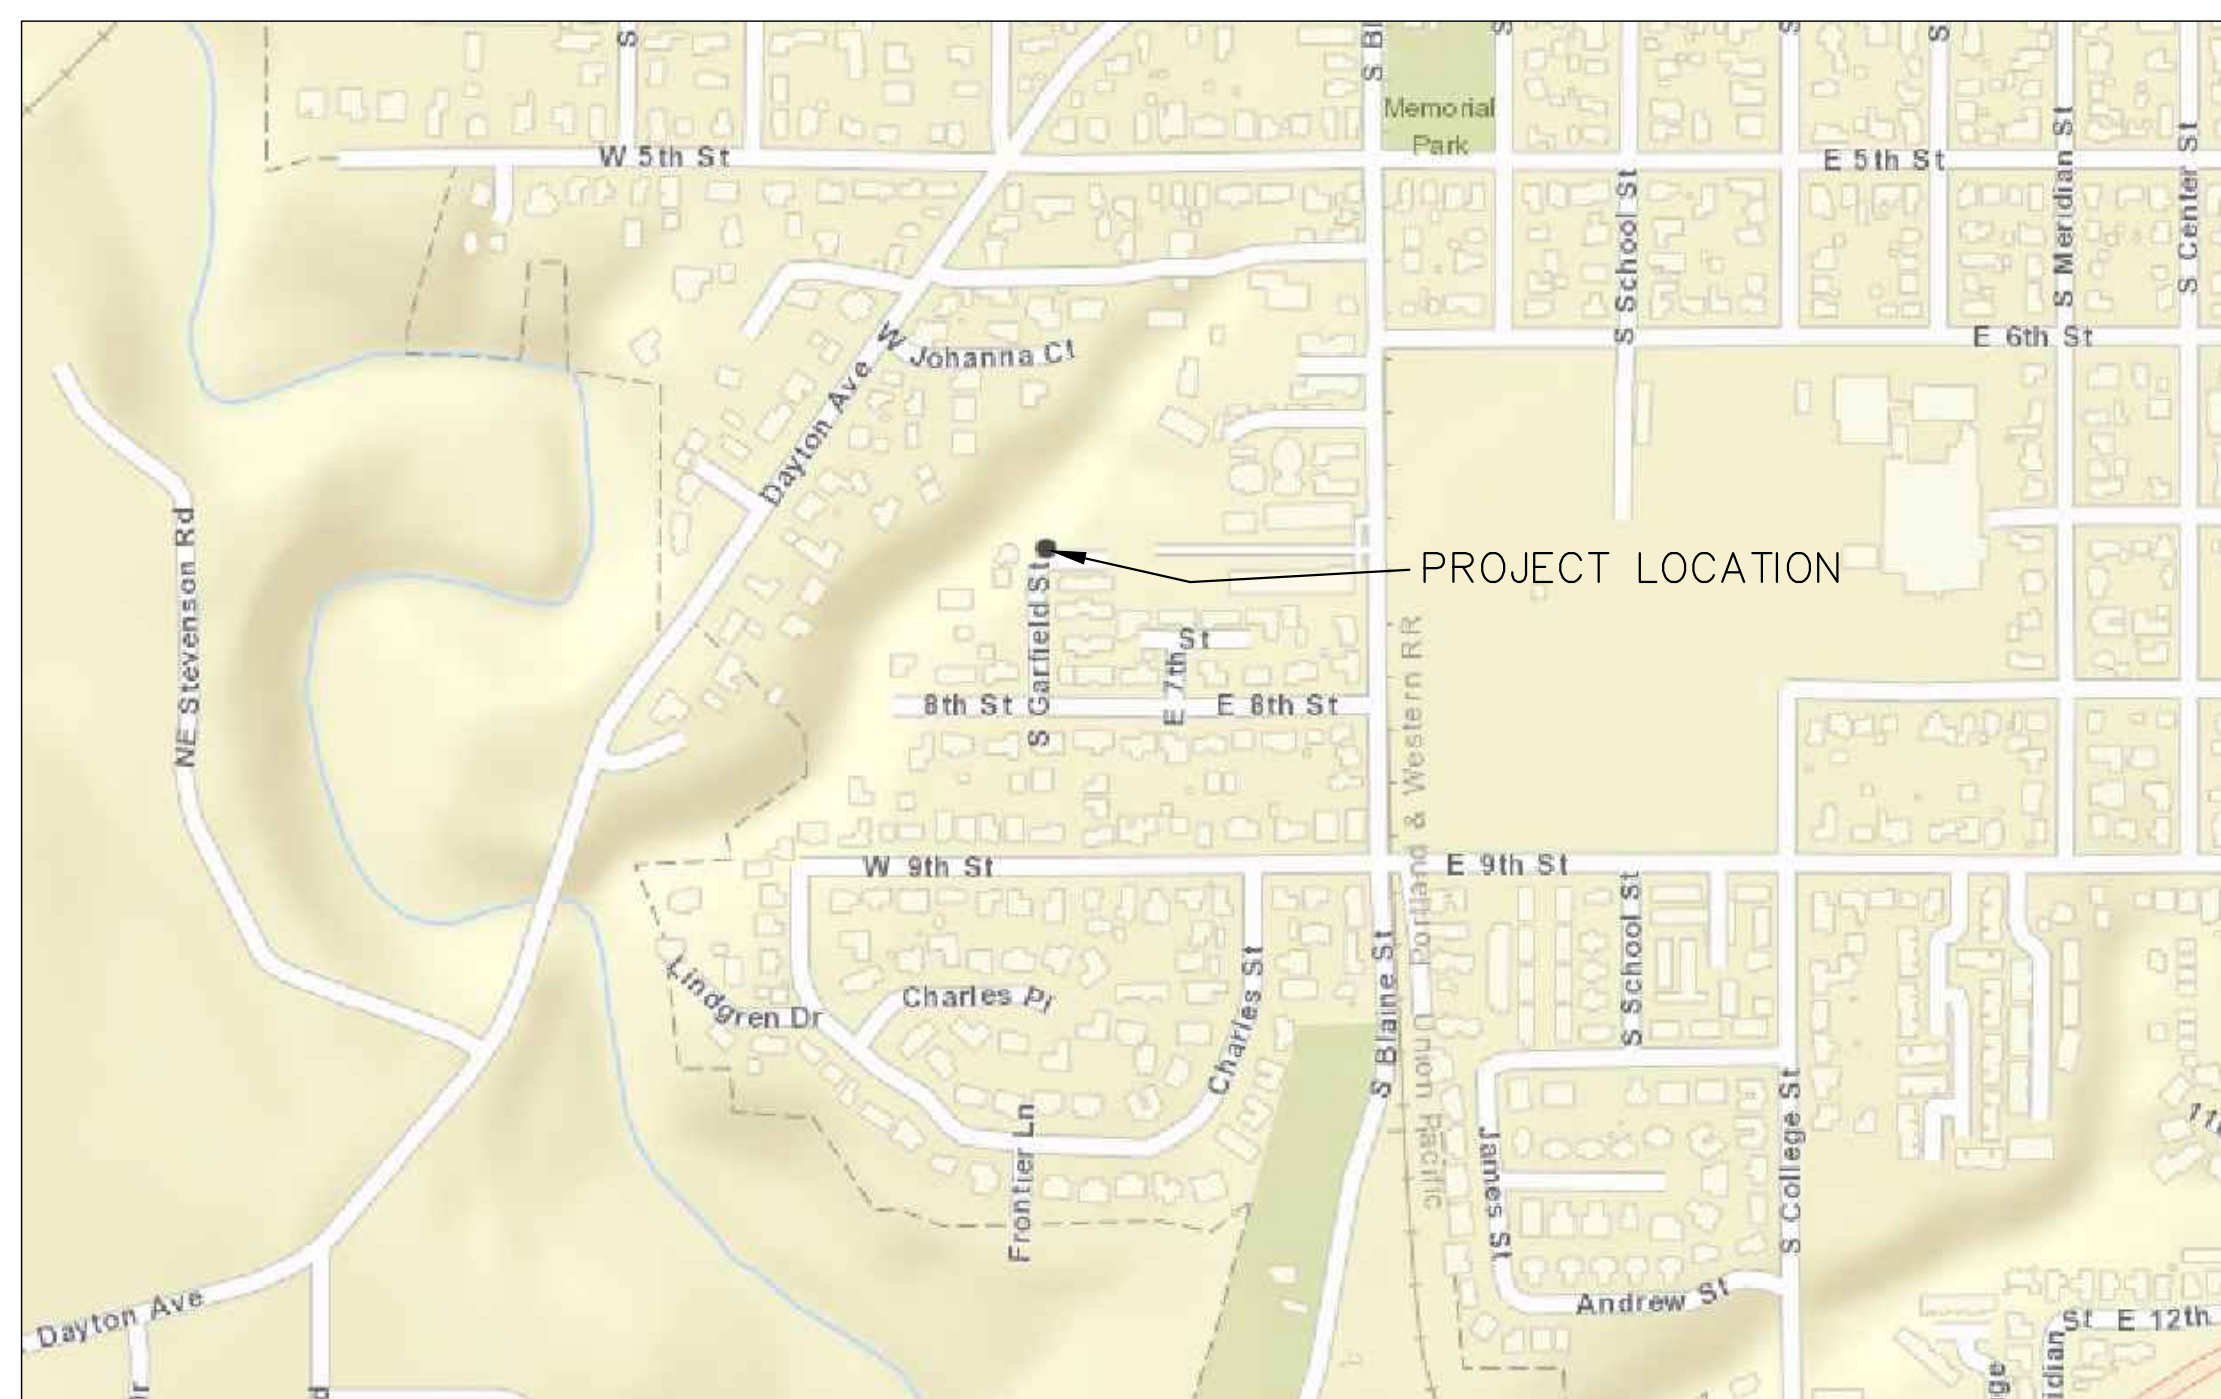 S
S Bl
S
S
S
Memorial
Park
W 5th St
E 5th St
S School St
S Meridian St
S Center St
E 6th St
W Johanna Ct
Dayton Ave
NE Stevenson Rd
PROJECT LOCATION
S Garfield St
E 7th St
8th St
E 8th St
Portland & Western RR
W 9th St
E 9th St
S School St
Lindgren Dr
Charles Pl
Charles St
S Blaine St
Union Pacific
Frontier Ln
James St
S College St
Dayton Ave
Andrew St
St
E 12th
idian
ge
d